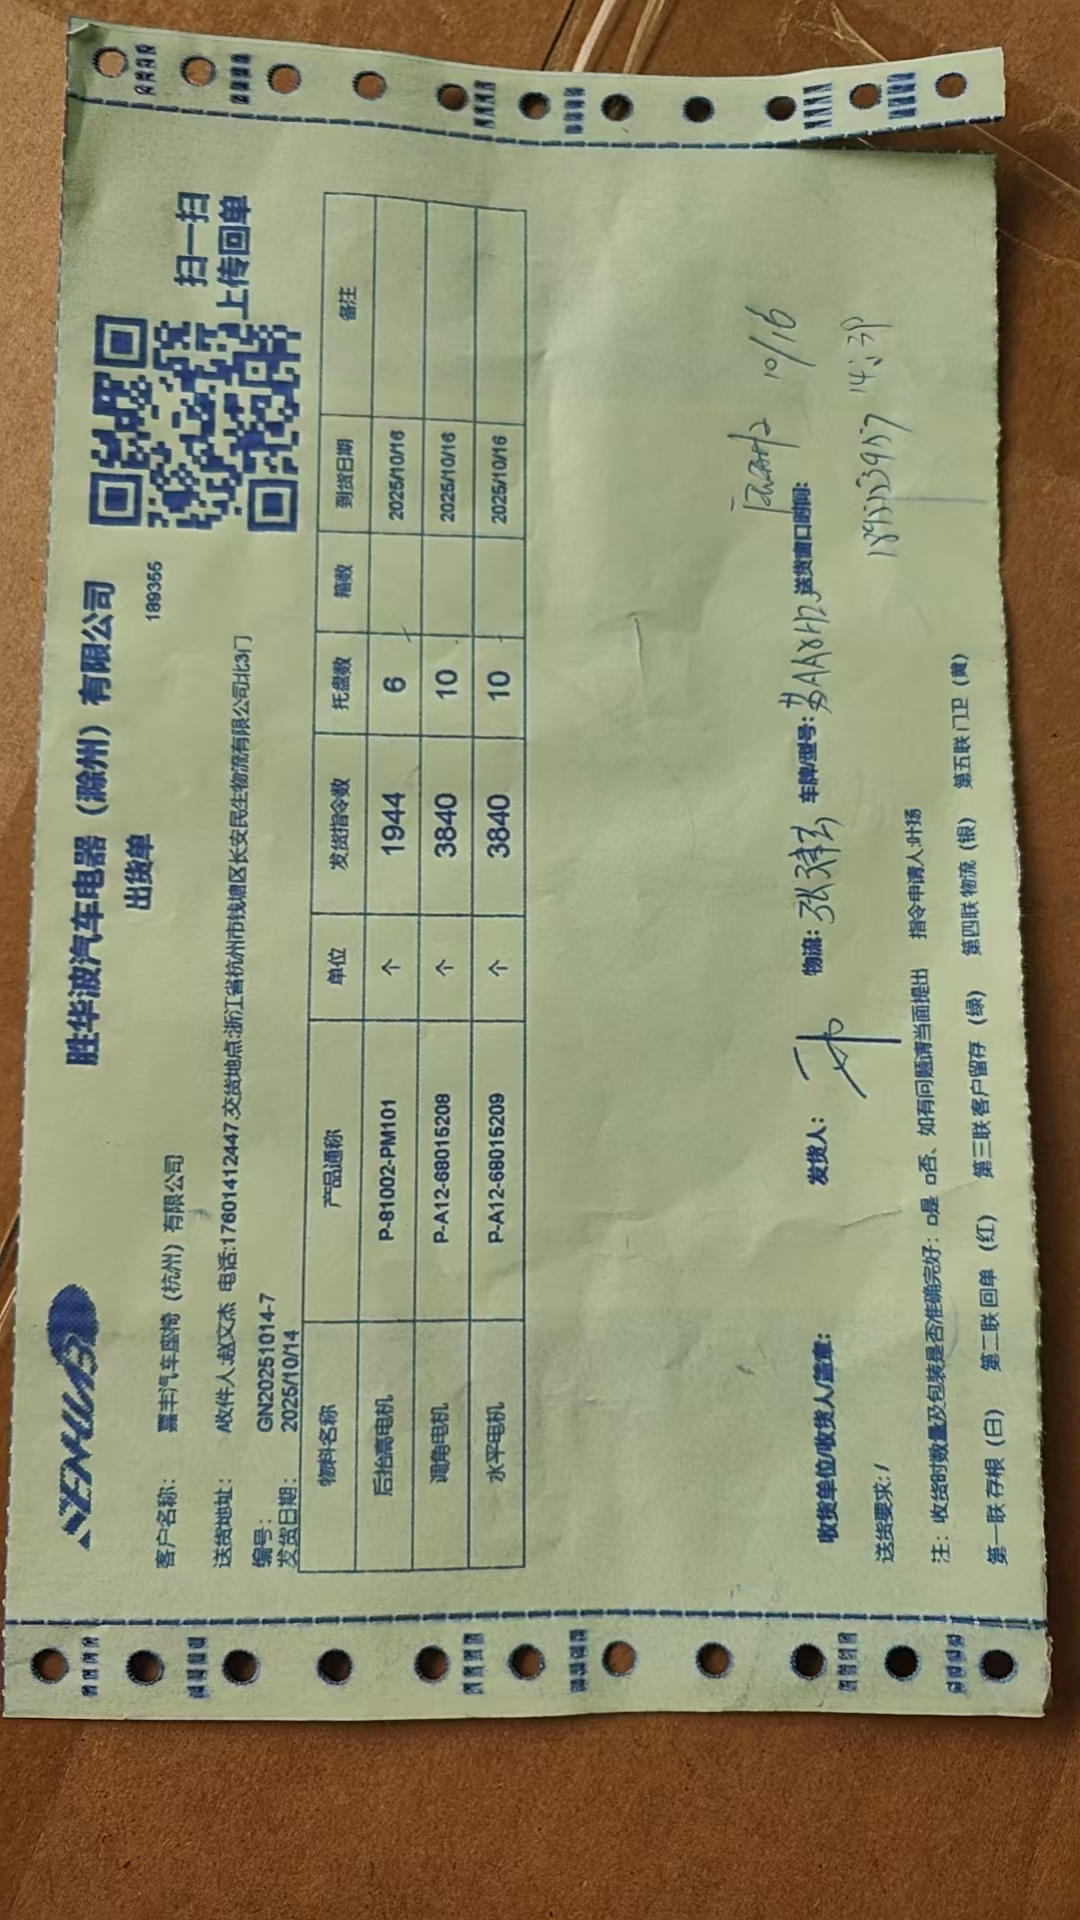 SENHUAB
胜华波汽车电器（滁州）有限公司
出货单
189355
扫一扫
上传回单
客户名称： 嘉丰汽车座椅（杭州）有限公司
送货地址： A收件人:赵文杰 电话:17601412447.交货地点:浙江省杭州市钱塘区长安民生物流有限公司北3门
编号： GN20251014-7
发货日期： 2025/10/14
物料名称 产品通称 单位 发货指令数 托盘数 箱数 到货日期 备注
后抬高电机 P-81002-PM101 个 1944 6 2025/10/16
调角电机 P-A12-68015208 个 3840 10 2025/10/16
水平电机 P-A12-68015209 个 3840 10 2025/10/16
10/16
收货单位/收货人/盖章： 发货人： 物流： 车牌/型号： 送货窗口时间：
14:39
送货要求:/
注：收货时数量及包装是否准确完好：□是 □否、如有问题请当面提出 指令申请人:叶扬
第一联 存根（白） 第二联 回单（红） 第三联 客户留存（绿） 第四联 物流（银） 第五联 门卫（黄）